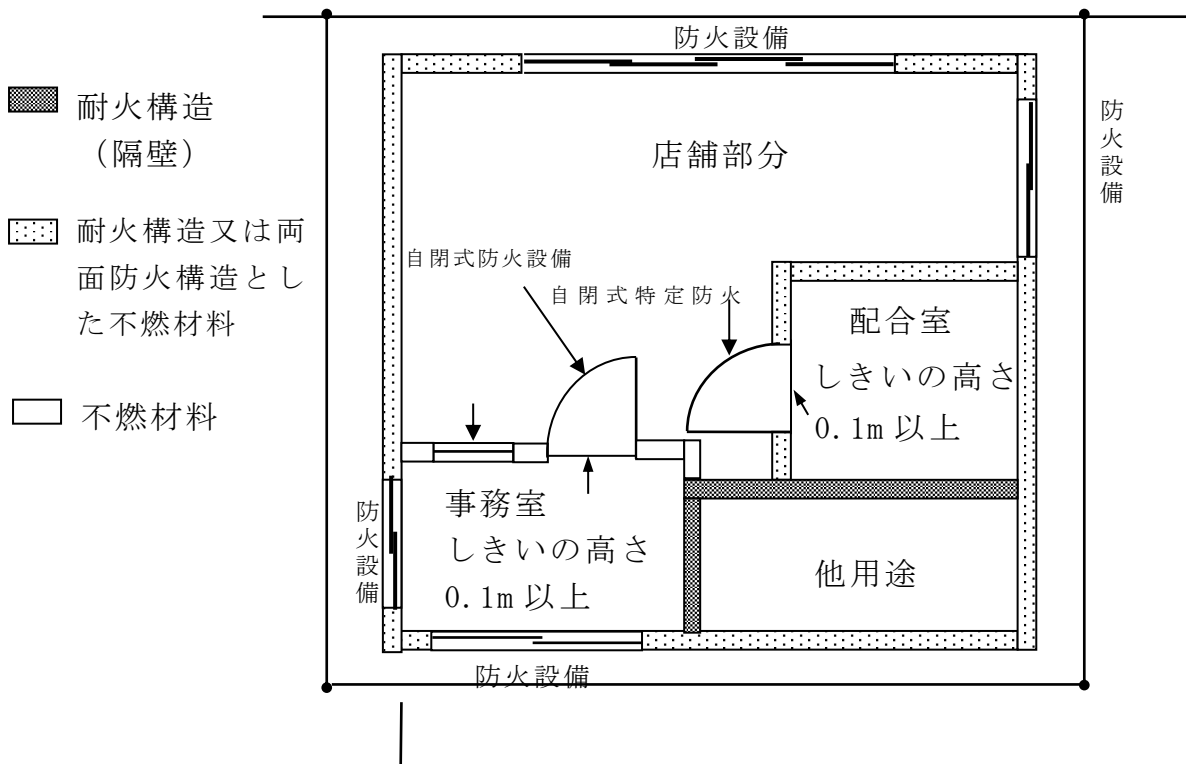 防火設備
耐火構造
（隔壁）
店舗部分
防火設備
耐火構造又は両
面防火構造とし
た不燃材料
自閉式防火設備
自閉式特定防火
配合室
しきいの高さ
0.1m 以上
不燃材料
事務室
しきいの高さ
0.1m 以上
防火設備
他用途
防火設備